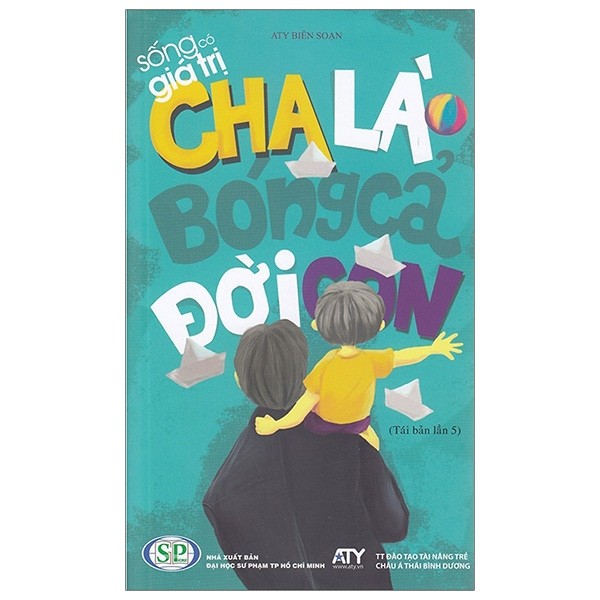 ATY BIÊN SOẠN
sống có
giá trị
CHA LÀ
BÓng cả
ĐỜi CON
(Tái bản lần 5)
SP
NHÀ XUẤT BẢN
ĐẠI HỌC SƯ PHẠM TP HỒ CHÍ MINH
ATY
www.aty.vn
TT ĐÀO TẠO TÀI NĂNG TRẺ
CHÂU Á THÁI BÌNH DƯƠNG